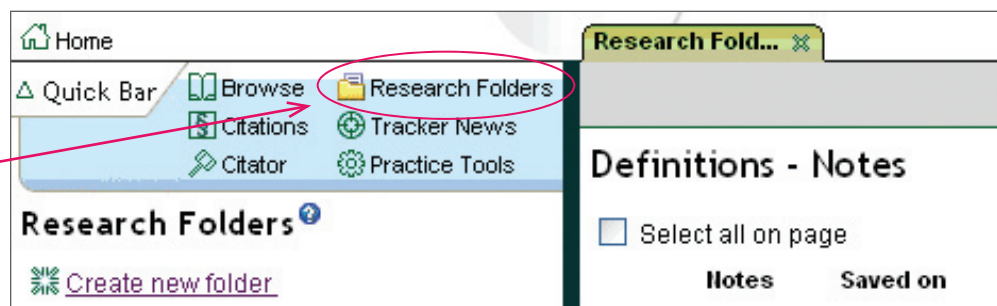 Home
Quick Bar
Browse
Research Folders
Citations
Tracker News
Citator
Practice Tools
Research Folders
Create new folder
Research Fold...
Definitions - Notes
Select all on page
Notes Saved on